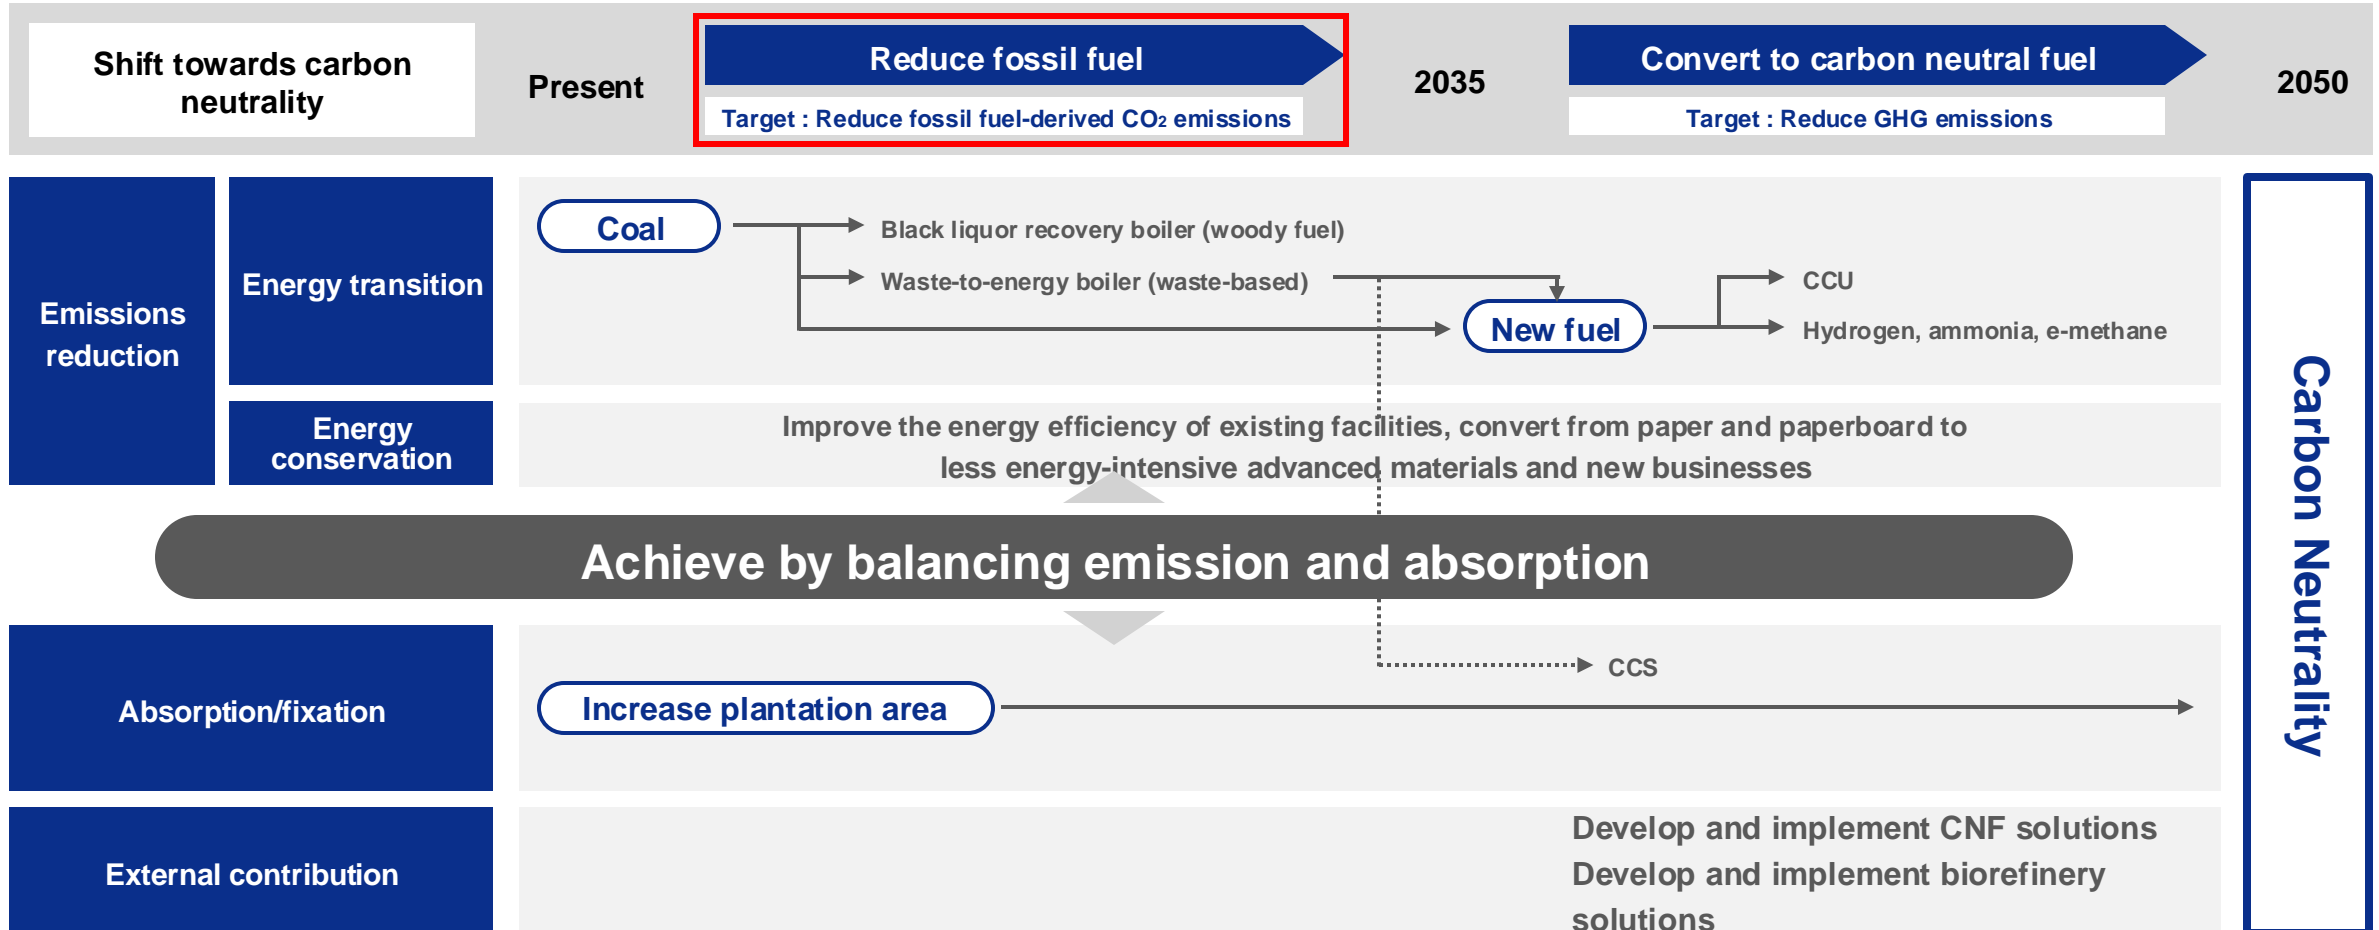 Shift towards carbon
neutrality
Present
Reduce fossil fuel
Target : Reduce fossil fuel-derived CO₂ emissions
2035
Convert to carbon neutral fuel
Target : Reduce GHG emissions
2050
Emissions
reduction
Energy transition
Coal
Black liquor recovery boiler (woody fuel)
Waste-to-energy boiler (waste-based)
New fuel
CCU
Hydrogen, ammonia, e-methane
Energy
conservation
Improve the energy efficiency of existing facilities, convert from paper and paperboard to
less energy-intensive advanced materials and new businesses
Achieve by balancing emission and absorption
Absorption/fixation
CCS
Increase plantation area
External contribution
Develop and implement CNF solutions
Develop and implement biorefinery
solutions
Carbon Neutrality